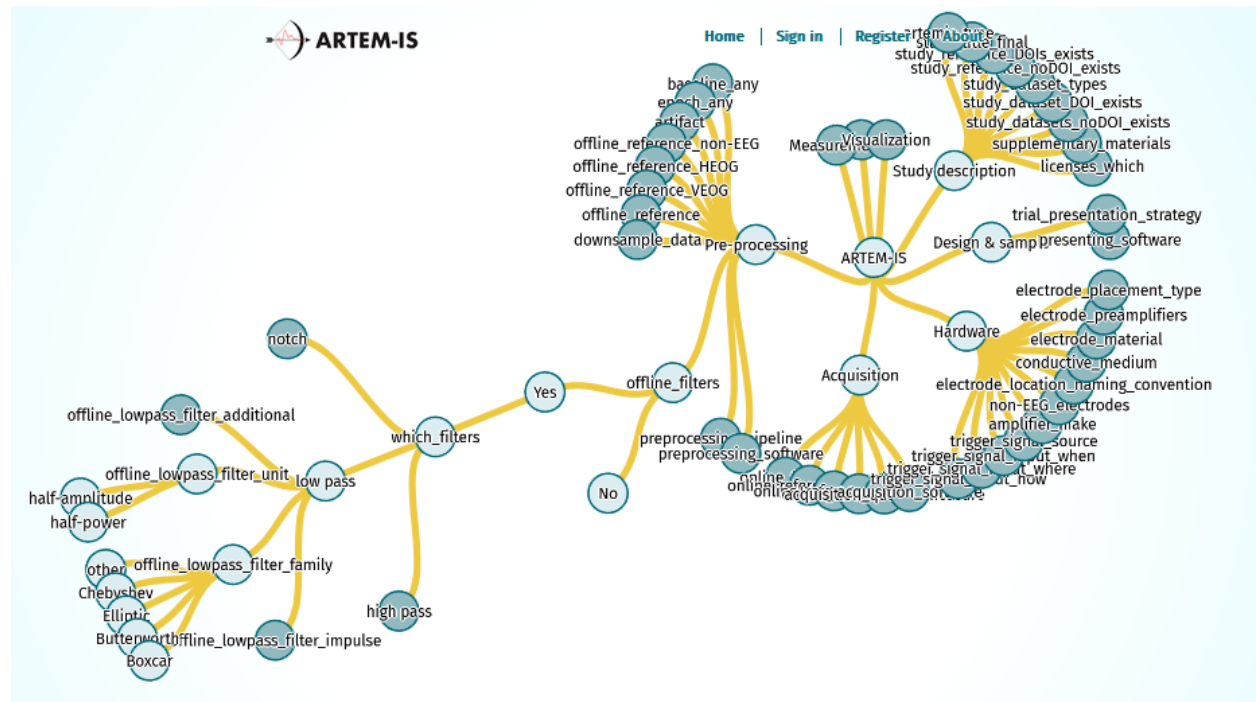 ARTEM-IS
Home
Sign in
Register
About
study_reference_noDOI_exists
study_dataset_types
study_dataset_DOI_exists
study_datasets_noDOI_exists
supplementary_materials
licenses_which
Study description
baseline_any
epoch_any
artifact
offline_reference_non-EEG
offline_reference_HEOG
offline_reference_VEOG
offline_reference
downsample_data
Pre-processing
Visualization
ARTEM-IS
Design &
trial_presentation_strategy
presenting_software
Hardware
electrode_placement_type
electrode_preamplifiers
electrode_material
conductive_medium
electrode_location_naming_convention
non-EEG_electrodes
amplifier_make
trigger_signal_source
Acquisition
preprocessing_pipeline
preprocessing_software
offline_filters
Yes
No
which_filters
notch
high pass
low pass
offline_lowpass_filter_additional
offline_lowpass_filter_unit
half-amplitude
half-power
offline_lowpass_filter_family
other
Chebyshev
Elliptic
Butterworth
Boxcar
offline_lowpass_filter_impulse